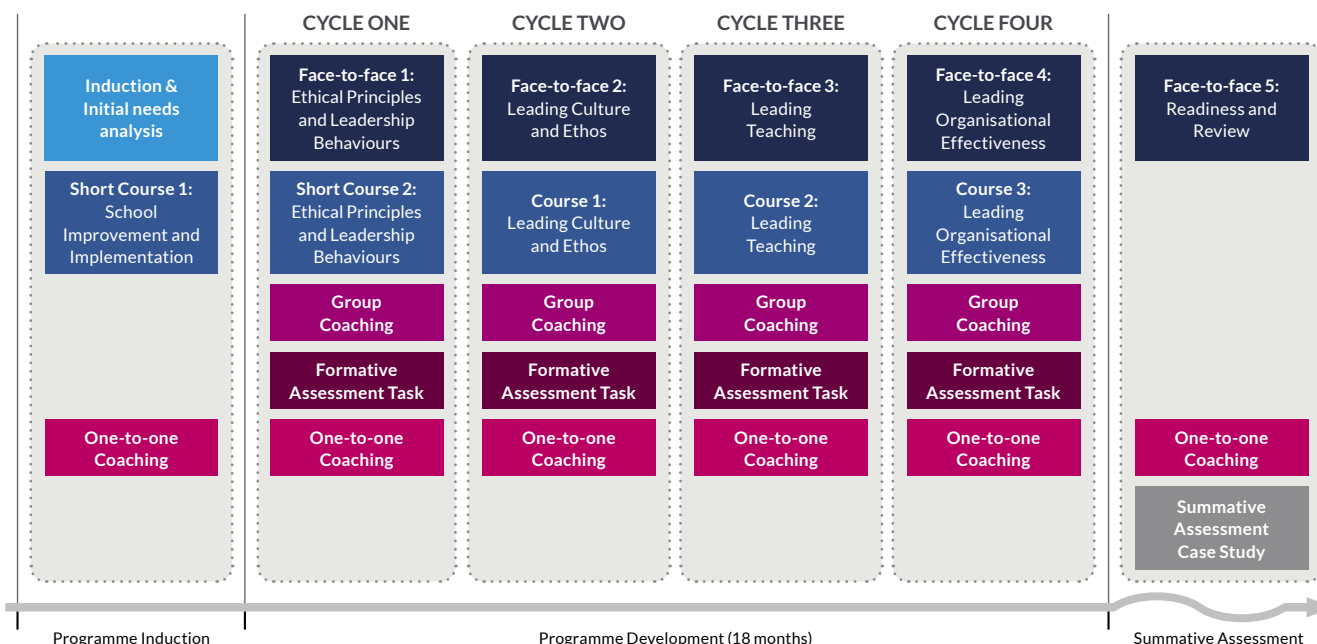 CYCLE ONE
CYCLE TWO
CYCLE THREE
CYCLE FOUR
Induction &
Initial needs
analysis
Short Course 1:
School
Improvement and
Implementation
One-to-one
Coaching
Face-to-face 1:
Ethical Principles
and Leadership
Behaviours
Short Course 2:
Ethical Principles
and Leadership
Behaviours
Group
Coaching
Formative
Assessment Task
One-to-one
Coaching
Face-to-face 2:
Leading Culture
and Ethos
Course 1:
Leading Culture
and Ethos
Group
Coaching
Formative
Assessment Task
One-to-one
Coaching
Face-to-face 3:
Leading
Teaching
Course 2:
Leading
Teaching
Group
Coaching
Formative
Assessment Task
One-to-one
Coaching
Face-to-face 4:
Leading
Organisational
Effectiveness
Course 3:
Leading
Organisational
Effectiveness
Group
Coaching
Formative
Assessment Task
One-to-one
Coaching
Face-to-face 5:
Readiness and
Review
One-to-one
Coaching
Summative
Assessment
Case Study
Programme Induction
Programme Development (18 months)
Summative Assessment